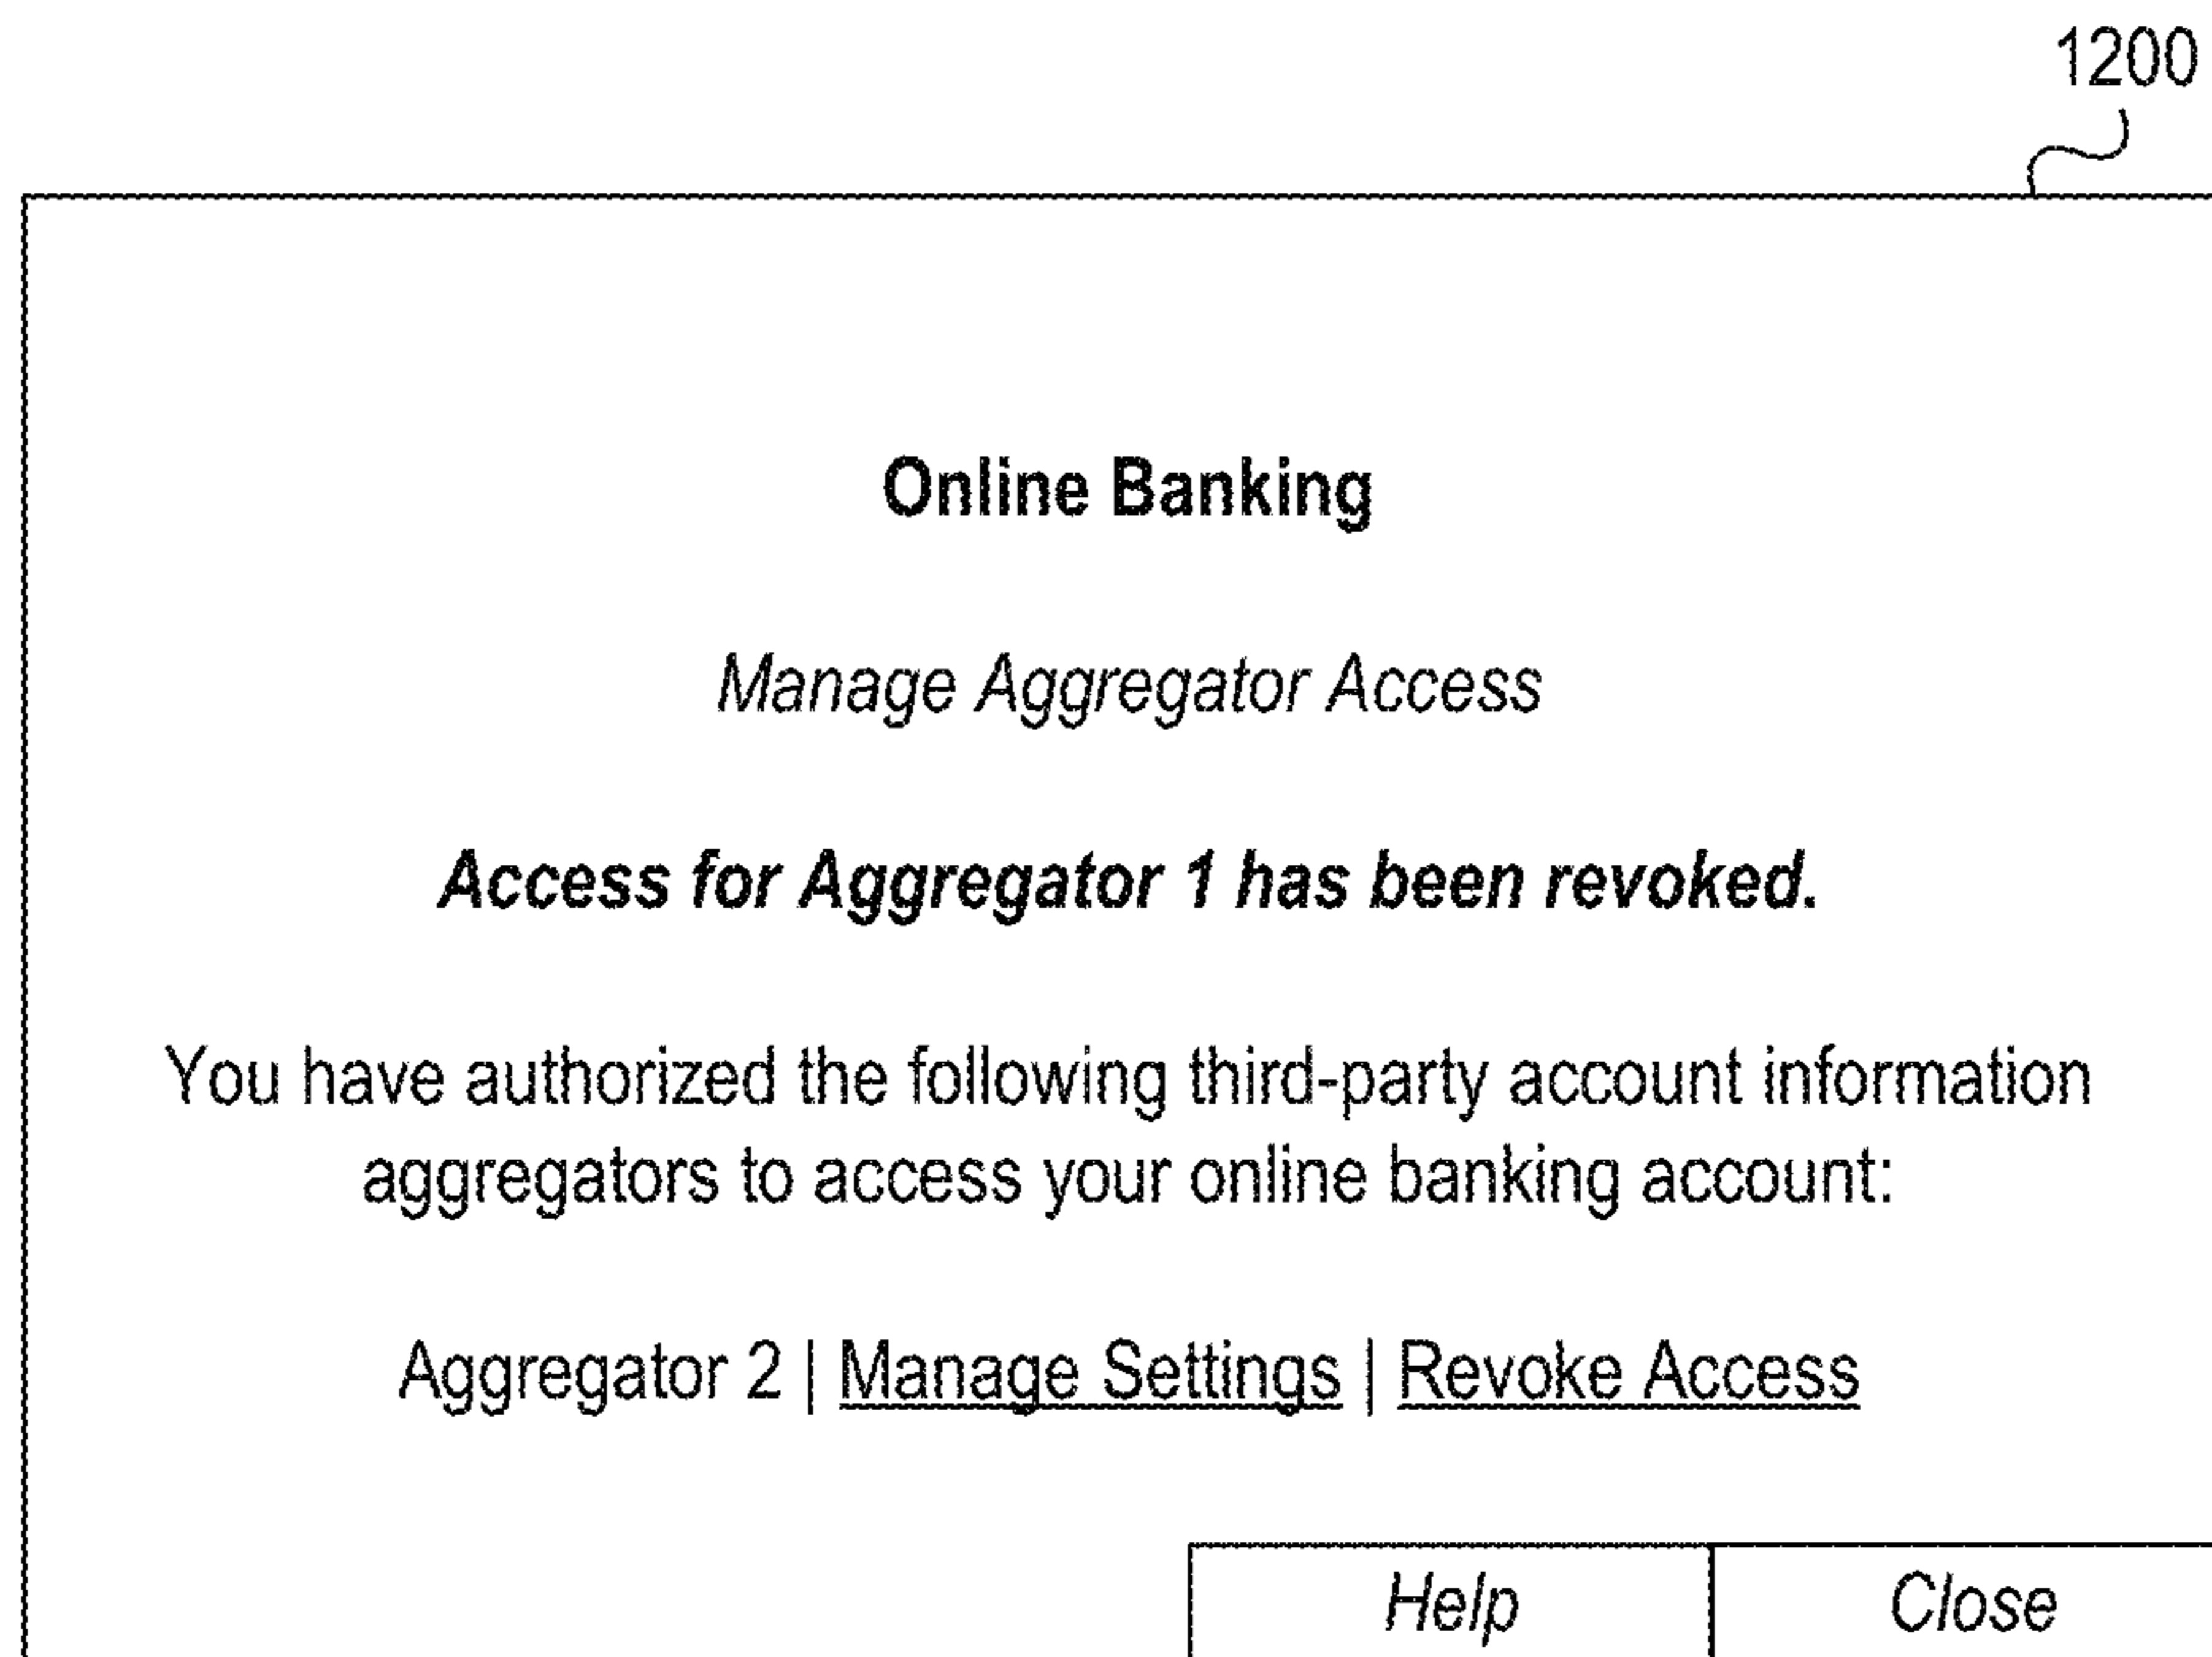 1200
Online Banking
Manage Aggregator Access
Access for Aggregator 1 has been revoked.
You have authorized the following third-party account information
aggregators to access your online banking account:
Aggregator 2 | Manage Settings | Revoke Access
Help Close